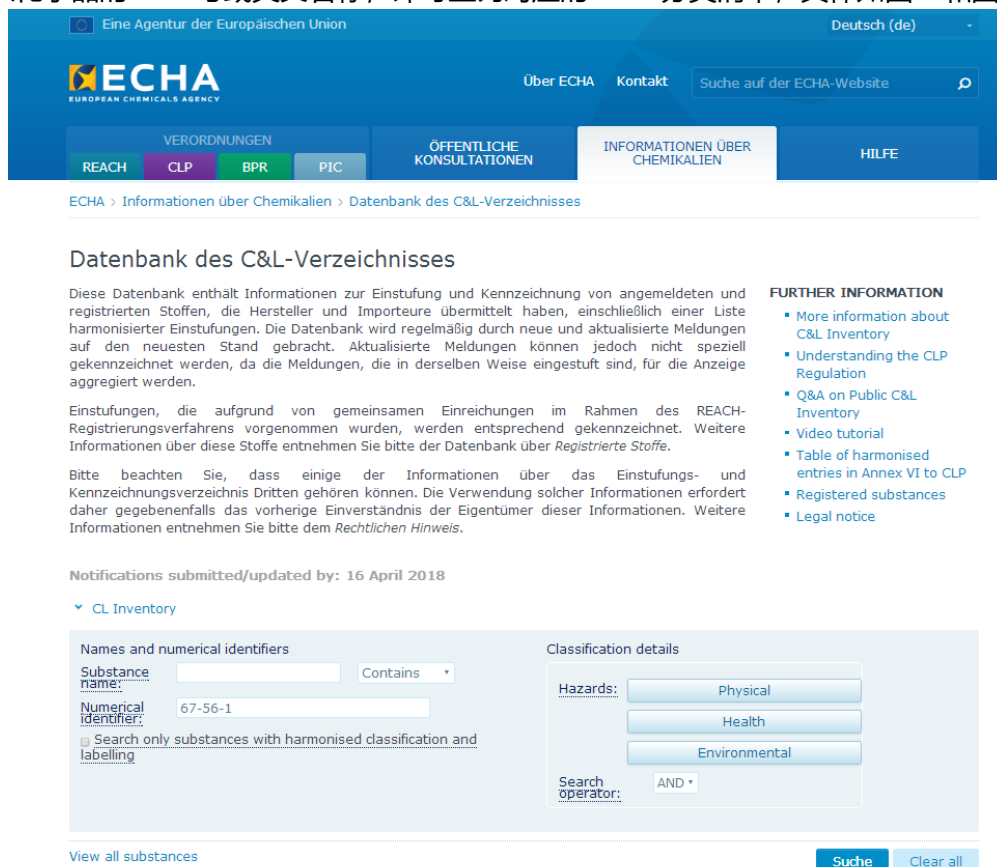 Eine Agentur der Europäischen Union
Deutsch (de)
ECHA
EUROPEAN CHEMICALS AGENCY
Über ECHA Kontakt Suche auf der ECHA-Website
VERORDNUNGEN
REACH CLP BPR PIC
ÖFFENTLICHE
KONSULTATIONEN
INFORMATIONEN ÜBER
CHEMIKALIEN
HILFE
ECHA > Informationen über Chemikalien > Datenbank des C&L-Verzeichnisses
Datenbank des C&L-Verzeichnisses
Diese Datenbank enthält Informationen zur Einstufung und Kennzeichnung von angemeldeten und
registrierten Stoffen, die Hersteller und Importeure übermittelt haben, einschließlich einer Liste
harmonisierter Einstufungen. Die Datenbank wird regelmäßig durch neue und aktualisierte Meldungen
auf den neuesten Stand gebracht. Aktualisierte Meldungen können jedoch nicht speziell
gekennzeichnet werden, da die Meldungen, die in derselben Weise eingestuft sind, für die Anzeige
aggregiert werden.
Einstufungen, die aufgrund von gemeinsamen Einreichungen im Rahmen des REACH-
Registrierungsverfahrens vorgenommen wurden, werden entsprechend gekennzeichnet. Weitere
Informationen über diese Stoffe entnehmen Sie bitte der Datenbank über Registrierte Stoffe.
Bitte beachten Sie, dass einige der Informationen über das Einstufungs- und
Kennzeichnungsverzeichnis Dritten gehören können. Die Verwendung solcher Informationen erfordert
daher gegebenenfalls das vorherige Einverständnis der Eigentümer dieser Informationen. Weitere
Informationen entnehmen Sie bitte dem Rechtlichen Hinweis.
FURTHER INFORMATION
More information about
C&L Inventory
Understanding the CLP
Regulation
Q&A on Public C&L
Inventory
Video tutorial
Table of harmonised
entries in Annex VI to CLP
Registered substances
Legal notice
Notifications submitted/updated by: 16 April 2018
CL Inventory
Names and numerical identifiers
Substance
name:
Contains
Numerical
identifier:
67-56-1
Search only substances with harmonised classification and
labelling
Classification details
Hazards:
Physical
Health
Environmental
Search
operator:
AND
View all substances
Suche Clear all